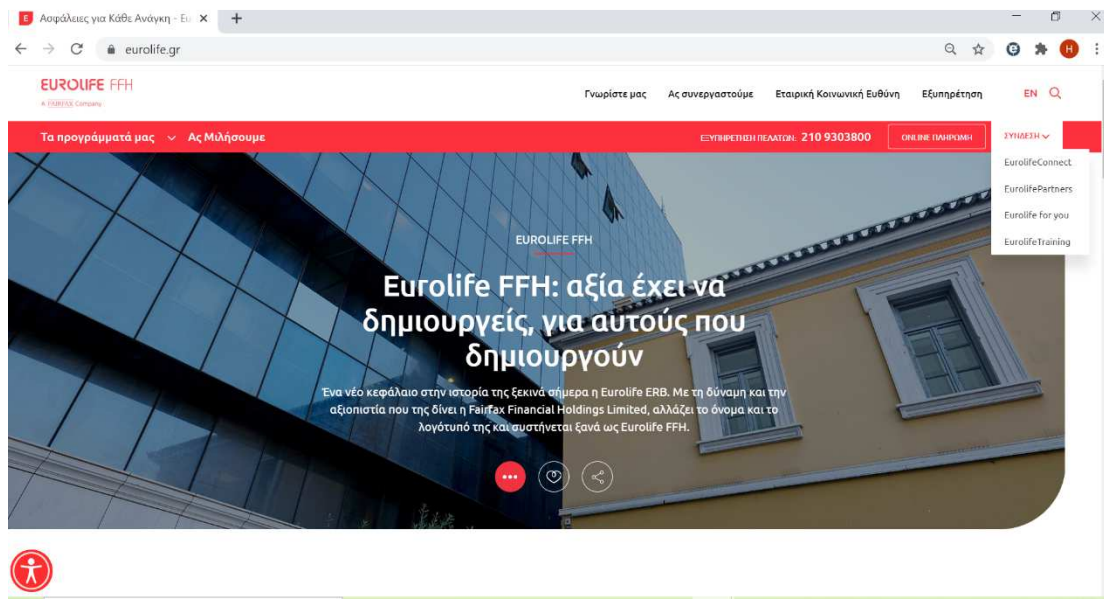 Ασφάλειες για Κάθε Ανάγκη - Eu
eurolife.gr
EUROLIFE FFH
A FAIRFAX Company
Γνωρίστε μας Ας συνεργαστούμε Εταιρική Κοινωνική Ευθύνη Εξυπηρέτηση EN
Τα προγράμματά μας Ας Μιλήσουμε ΕΞΥΠΗΡΕΤΗΣΗ ΠΕΛΑΤΩΝ: 210 9303800 ONLINE ΠΛΗΡΩΜΗ ΣΥΝΔΕΣΗ
EurolifeConnect
EurolifePartners
Eurolife for you
EurolifeTraining
EUROLIFE FFH
Eurolife FFH: αξία έχει να
δημιουργείς, για αυτούς που
δημιουργούν
Ένα νέο κεφάλαιο στην ιστορία της ξεκινά σήμερα η Eurolife ERB. Με τη δύναμη και την
αξιοπιστία που της δίνει η Fairfax Financial Holdings Limited, αλλάζει το όνομα και το
λογότυπό της και συστήνεται ξανά ως Eurolife FFH.